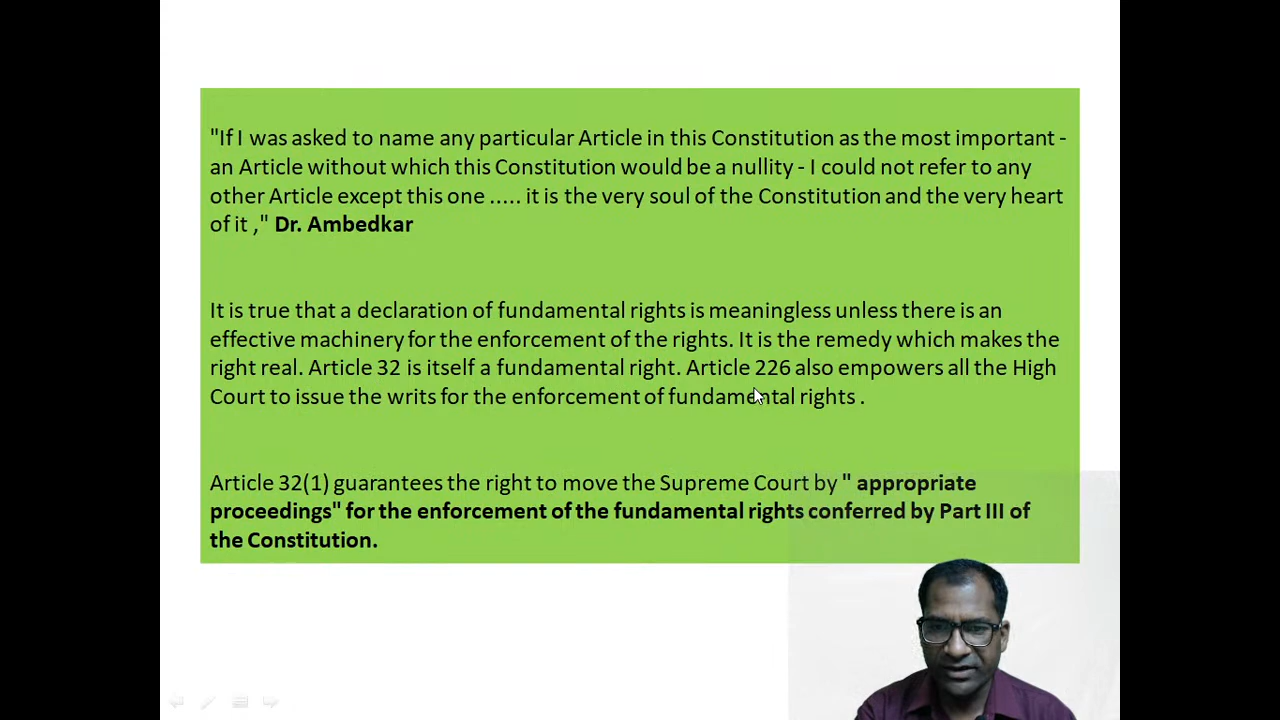 "If I was asked to name any particular Article in this Constitution as the most important -
an Article without which this Constitution would be a nullity - I could not refer to any
other Article except this one ..... it is the very soul of the Constitution and the very heart
of it ," Dr. Ambedkar
It is true that a declaration of fundamental rights is meaningless unless there is an
effective machinery for the enforcement of the rights. It is the remedy which makes the
right real. Article 32 is itself a fundamental right. Article 226 also empowers all the High
Court to issue the writs for the enforcement of fundamental rights .
Article 32(1) guarantees the right to move the Supreme Court by " appropriate
proceedings" for the enforcement of the fundamental rights conferred by Part III of
the Constitution.